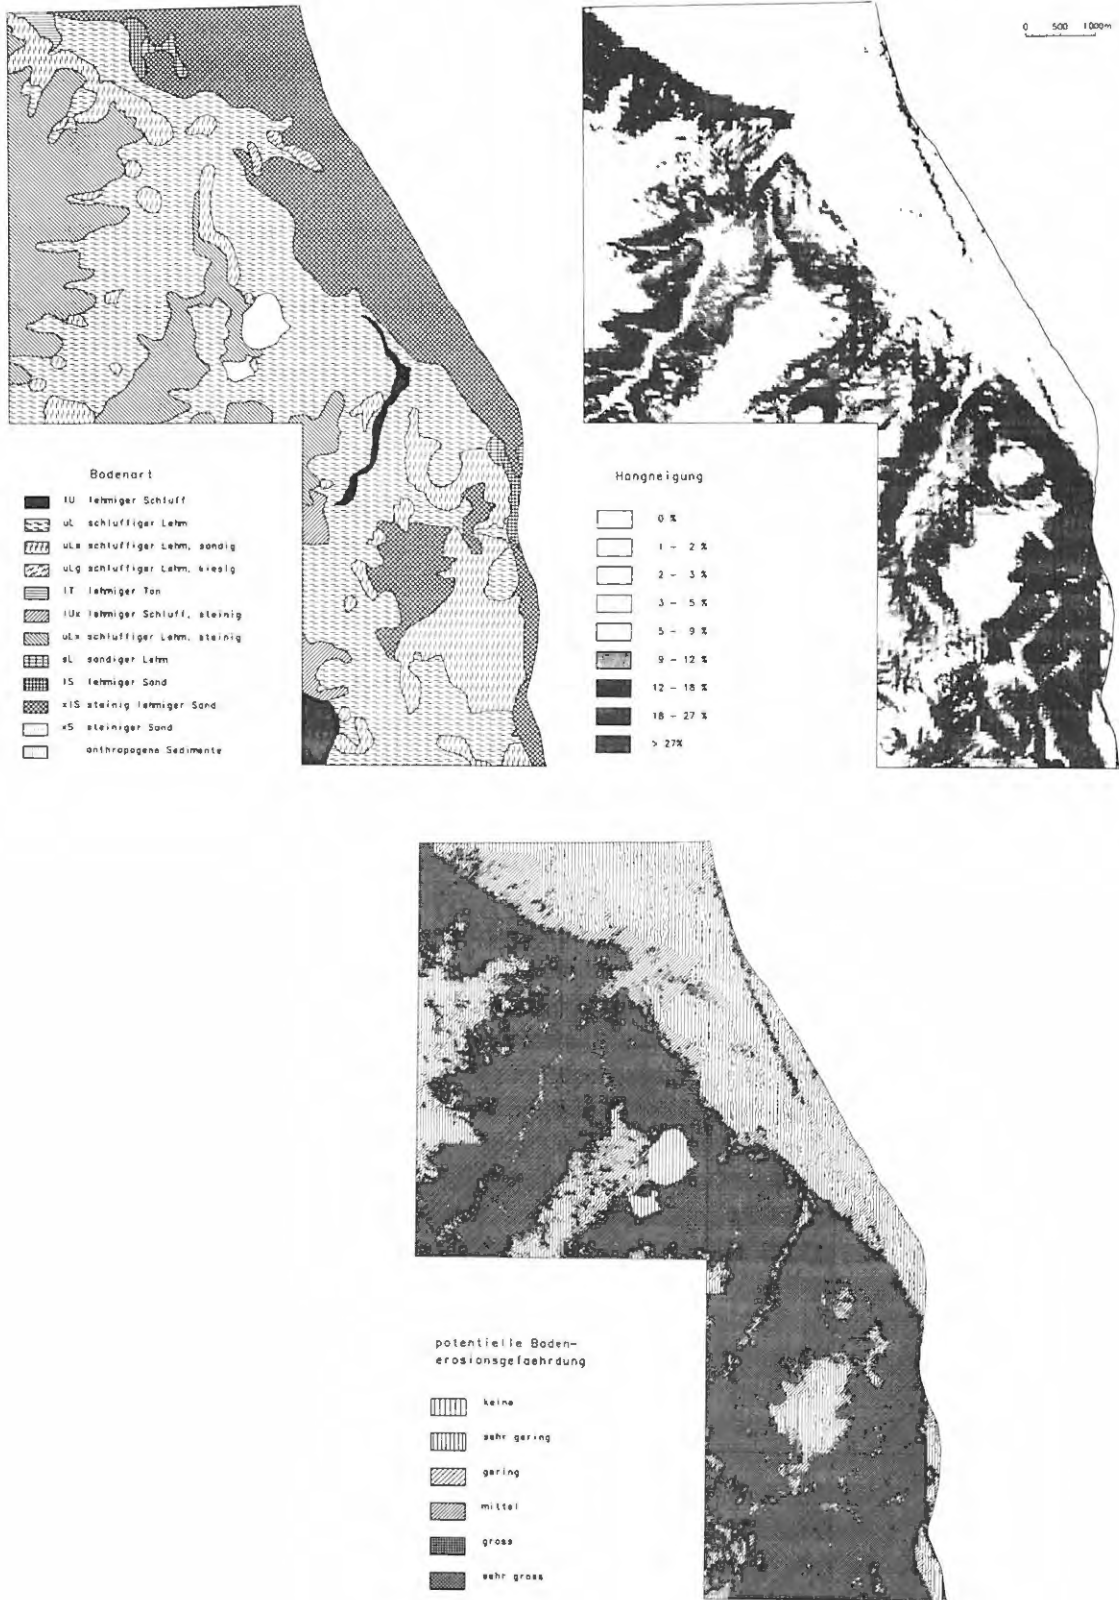 0 500 1000m
Bodenart
lU lehmiger Schluff
uL schluffiger Lehm
uLs schluffiger Lehm, sandig
uLg schluffiger Lehm, kiesig
lT lehmiger Ton
lUx lehmiger Schluff, steinig
uLx schluffiger Lehm, steinig
sL sandiger Lehm
lS lehmiger Sand
xlS steinig lehmiger Sand
xS steiniger Sand
anthropogene Sedimente
Hangneigung
0 %
1 - 2 %
2 - 3 %
3 - 5 %
5 - 9 %
9 - 12 %
12 - 18 %
18 - 27 %
> 27%
potentielle Boden-
erosionsgefaehrdung
keine
sehr gering
gering
mittel
gross
sehr gross